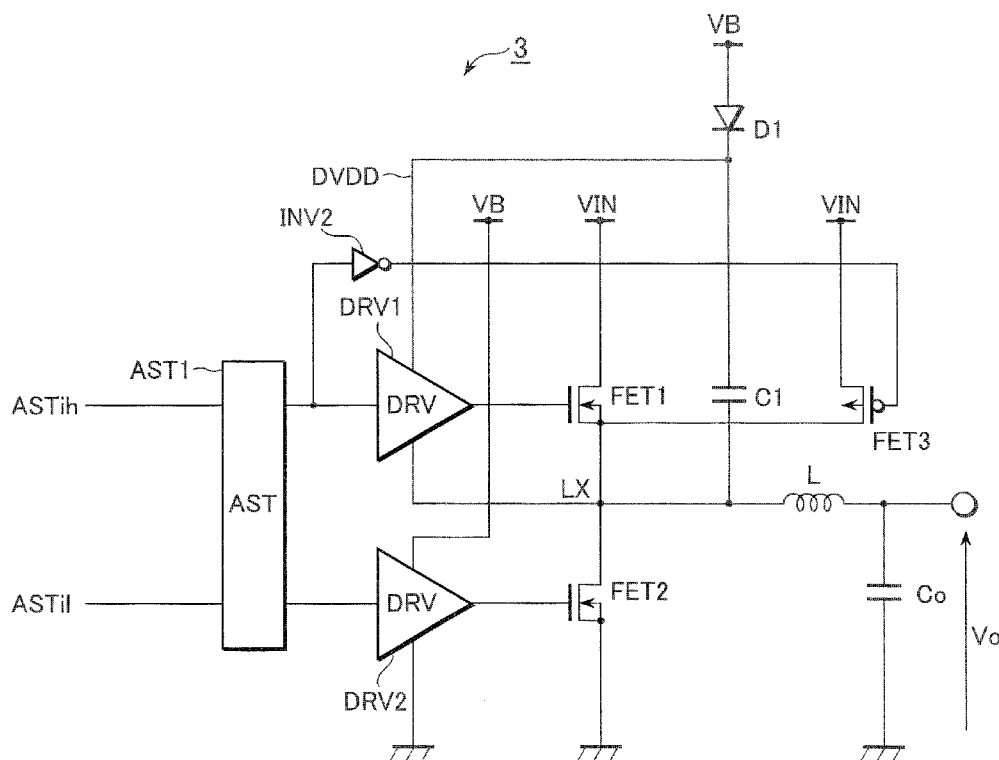 3
VB
D1
DVDD
VB
VIN
VIN
INV2
DRV1
AST1
ASTih
DRV
FET1
C1
FET3
LX
L
AST
ASTil
DRV
FET2
Co
Vo
DRV2